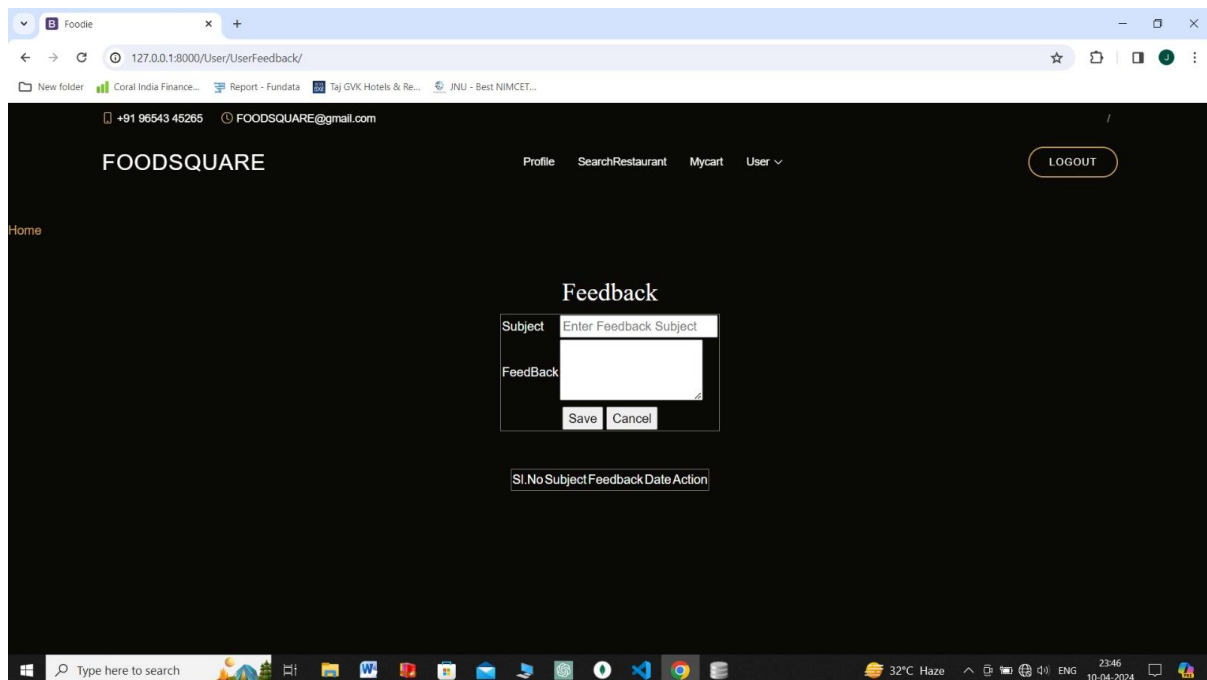 Foodie
127.0.0.1:8000/User/UserFeedback/
New folder Coral India Finance... Report - Fundata Taj GVK Hotels & Re... JNU - Best NIMCET...
+91 96543 45265 FOODSQUARE@gmail.com /
FOODSQUARE Profile SearchRestaurant Mycart User LOGOUT
Home
Feedback
Subject Enter Feedback Subject
FeedBack
Save Cancel
Sl.No Subject Feedback Date Action
Type here to search 32°C Haze ENG 23:46
10-04-2024